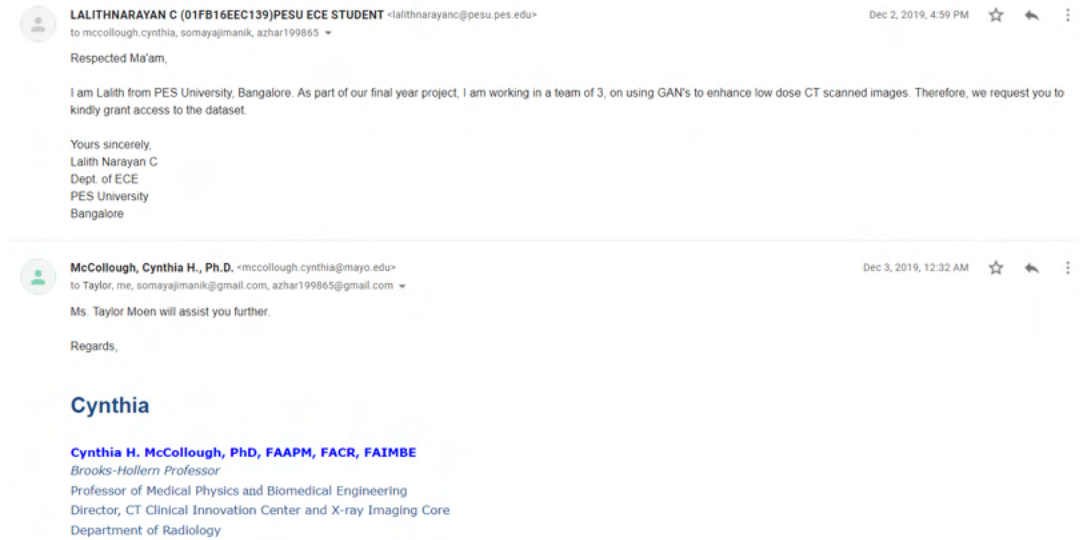 LALITHNARAYAN C (01FB16EEC139)PESU ECE STUDENT <lalithnarayanc@pesu.pes.edu> Dec 2, 2019, 4:59 PM
to mccollough.cynthia, somayajimanik, azhar199865
Respected Ma'am,
I am Lalith from PES University, Bangalore. As part of our final year project, I am working in a team of 3, on using GAN's to enhance low dose CT scanned images. Therefore, we request you to
kindly grant access to the dataset.
Yours sincerely,
Lalith Narayan C
Dept. of ECE
PES University
Bangalore
McCollough, Cynthia H., Ph.D. <mccollough.cynthia@mayo.edu> Dec 3, 2019, 12:32 AM
to Taylor, me, somayajimanik@gmail.com, azhar199865@gmail.com
Ms. Taylor Moen will assist you further.
Regards,
Cynthia
Cynthia H. McCollough, PhD, FAAPM, FACR, FAIMBE
Brooks-Hollern Professor
Professor of Medical Physics and Biomedical Engineering
Director, CT Clinical Innovation Center and X-ray Imaging Core
Department of Radiology